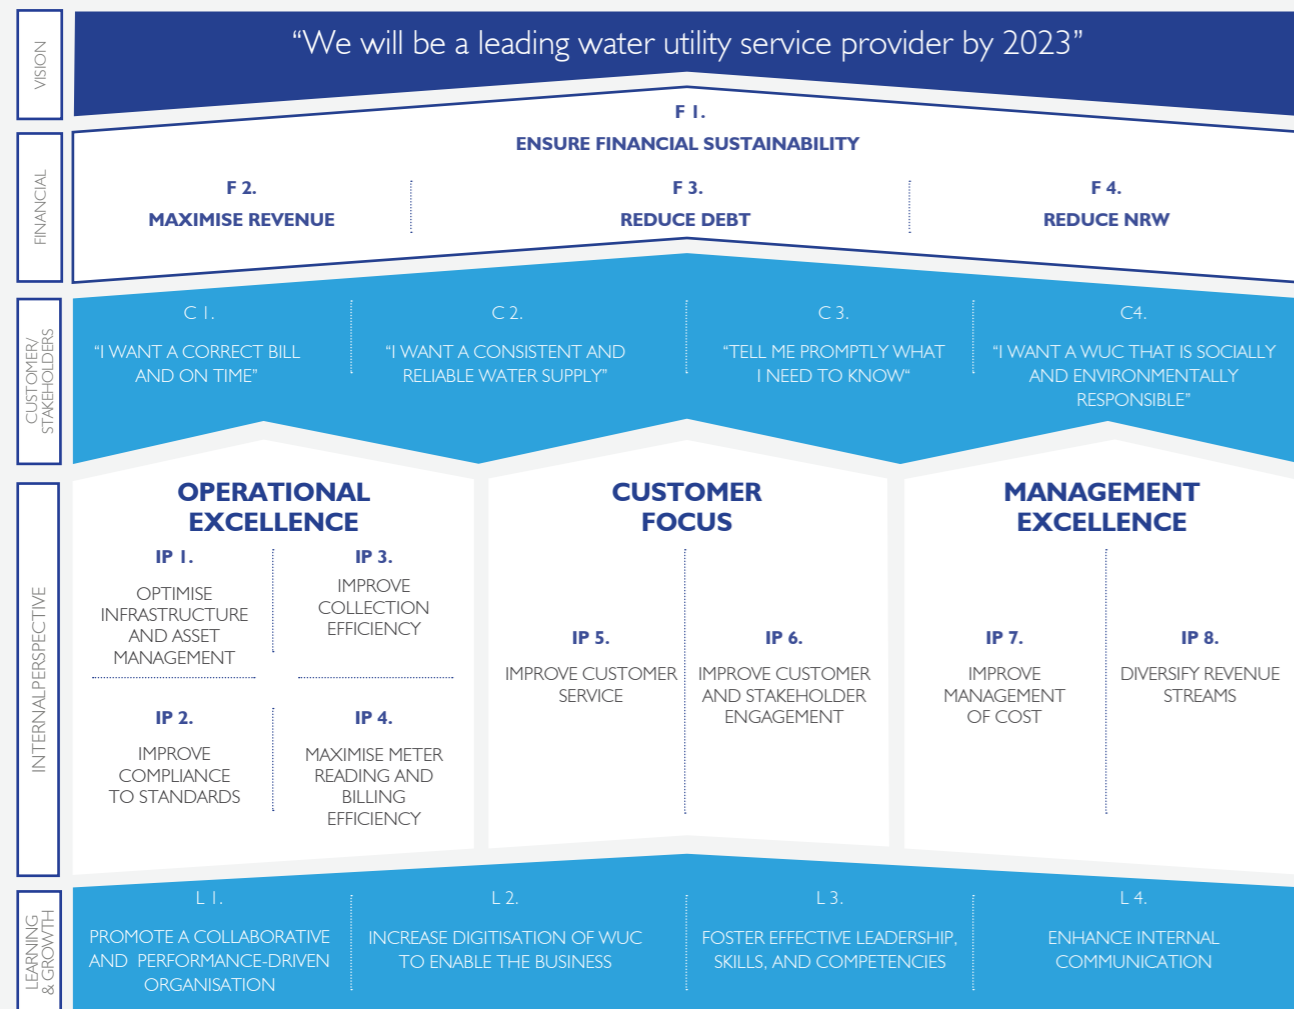 VISION
“We will be a leading water utility service provider by 2023”
FINANCIAL
F 1.
ENSURE FINANCIAL SUSTAINABILITY
F 2.
MAXIMISE REVENUE
F 3.
REDUCE DEBT
F 4.
REDUCE NRW
CUSTOMER/
STAKEHOLDERS
C 1.
“I WANT A CORRECT BILL
AND ON TIME”
C 2.
“I WANT A CONSISTENT AND
RELIABLE WATER SUPPLY”
C 3.
“TELL ME PROMPTLY WHAT
I NEED TO KNOW“
C4.
“I WANT A WUC THAT IS SOCIALLY
AND ENVIRONMENTALLY
RESPONSIBLE”
INTERNALPERSPECTIVE
OPERATIONAL
EXCELLENCE
IP 1.
OPTIMISE
INFRASTRUCTURE
AND ASSET
MANAGEMENT
IP 3.
IMPROVE
COLLECTION
EFFICIENCY
IP 2.
IMPROVE
COMPLIANCE
TO STANDARDS
IP 4.
MAXIMISE METER
READING AND
BILLING
EFFICIENCY
CUSTOMER
FOCUS
IP 5.
IMPROVE CUSTOMER
SERVICE
IP 6.
IMPROVE CUSTOMER
AND STAKEHOLDER
ENGAGEMENT
MANAGEMENT
EXCELLENCE
IP 7.
IMPROVE
MANAGEMENT
OF COST
IP 8.
DIVERSIFY REVENUE
STREAMS
LEARNING
& GROWTH
L 1.
PROMOTE A COLLABORATIVE
AND PERFORMANCE-DRIVEN
ORGANISATION
L 2.
INCREASE DIGITISATION OF WUC
TO ENABLE THE BUSINESS
L 3.
FOSTER EFFECTIVE LEADERSHIP,
SKILLS, AND COMPETENCIES
L 4.
ENHANCE INTERNAL
COMMUNICATION